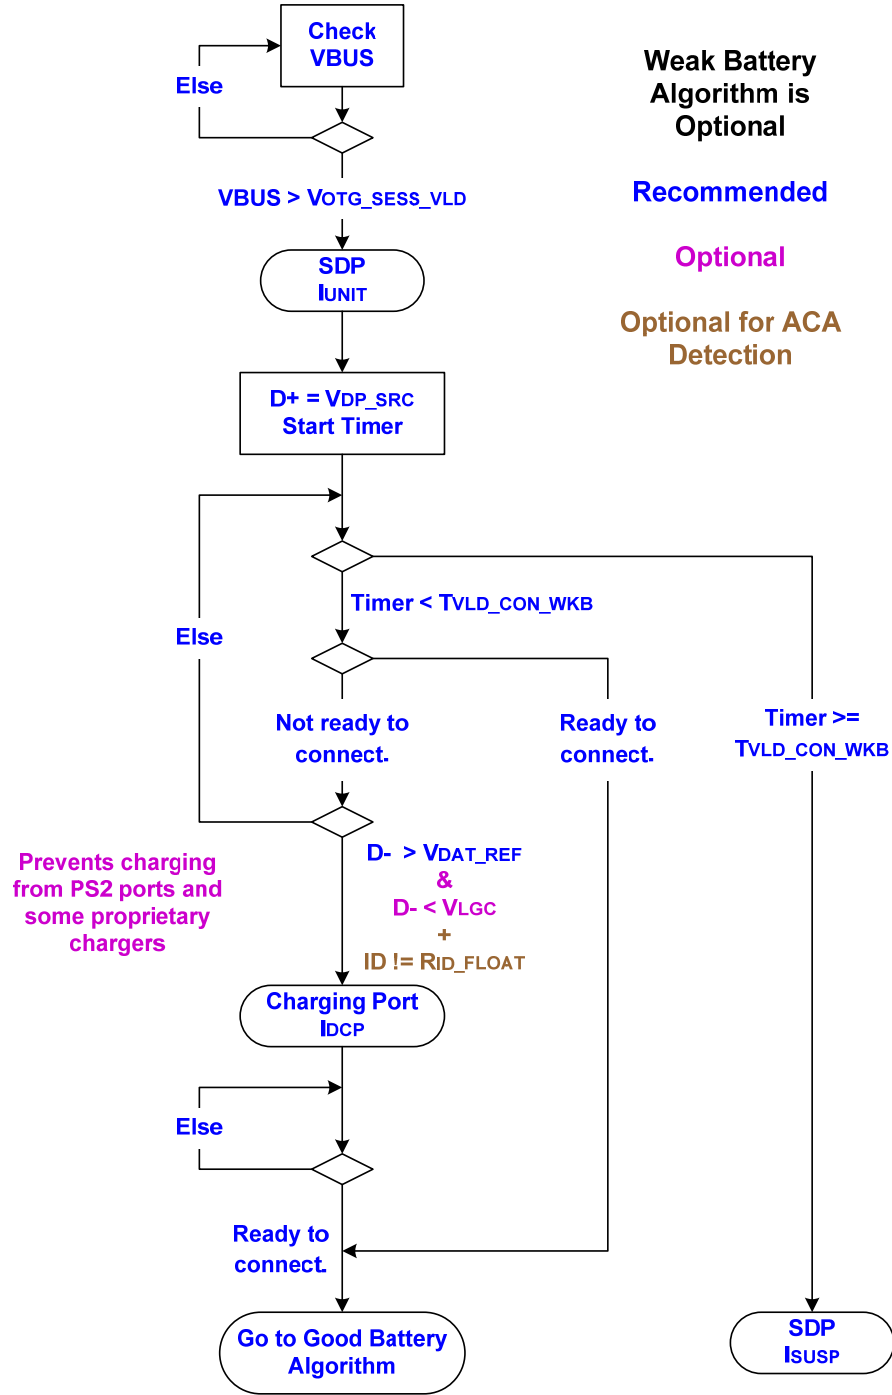 Check
VBUS
Else
VBUS > VOTG_SESS_VLD
SDP
IUNIT
D+ = VDP_SRC
Start Timer
Weak Battery
Algorithm is
Optional
Recommended
Optional
Optional for ACA
Detection
Timer < TVLD_CON_WKB
Else
Not ready to
connect.
Ready to
connect.
Timer >=
TVLD_CON_WKB
Prevents charging
from PS2 ports and
some proprietary
chargers
D- > VDAT_REF
&
D- < VLGC
+
ID != RID_FLOAT
Charging Port
IDCP
Else
Ready to
connect.
Go to Good Battery
Algorithm
SDP
ISUSP